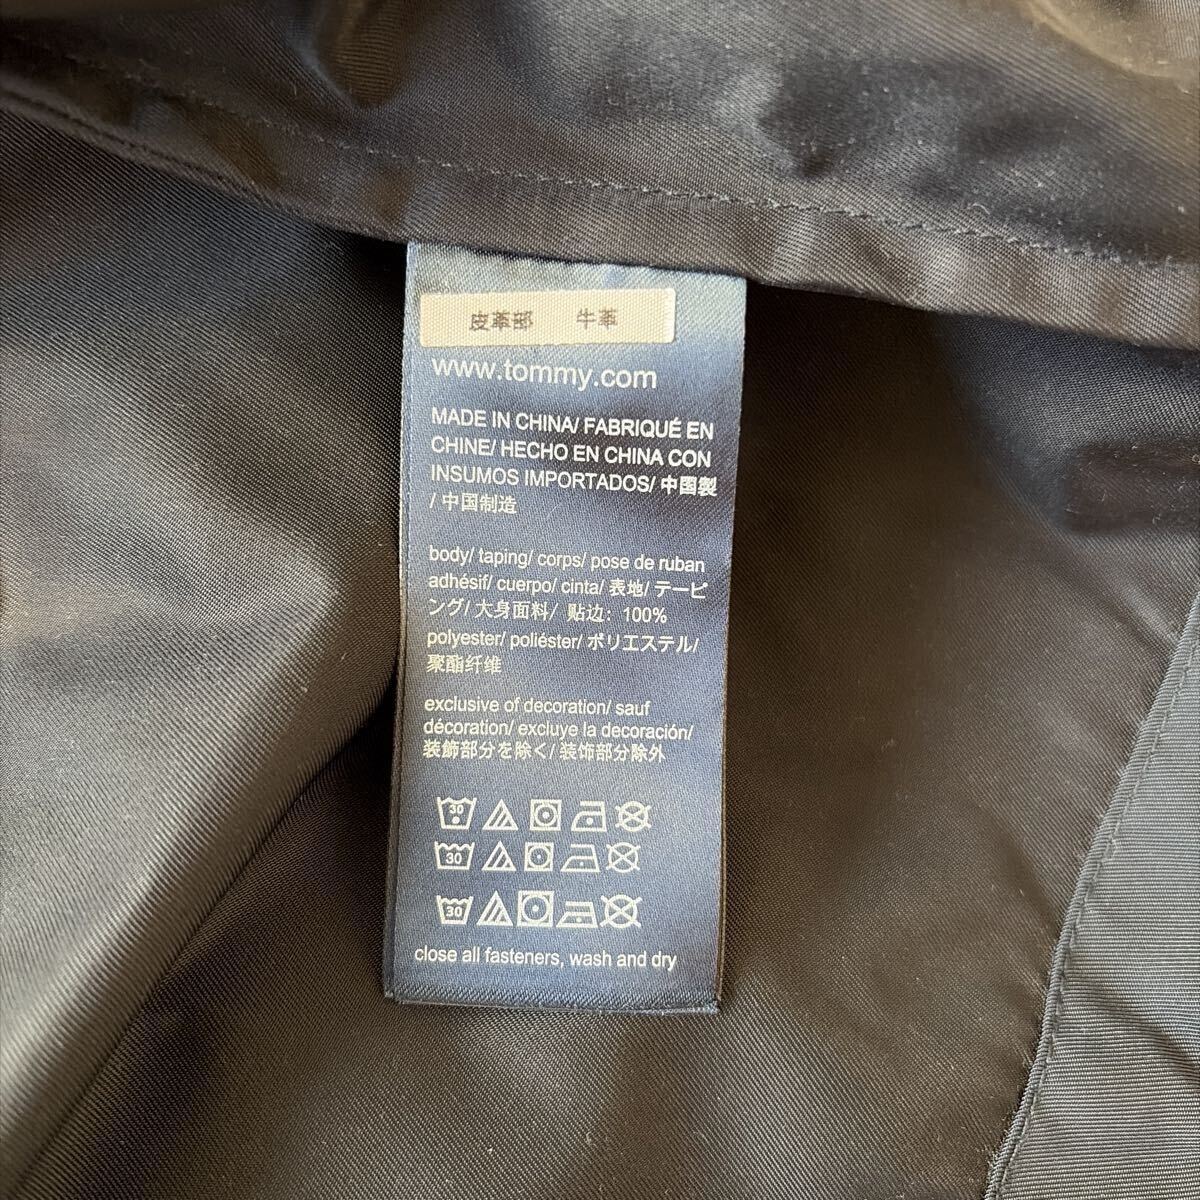 皮革部 牛革
www.tommy.com
MADE IN CHINA/ FABRIQUÉ EN
CHINE/ HECHO EN CHINA CON
INSUMOS IMPORTADOS/ 中国製
/ 中国制造
body/ taping/ corps/ pose de ruban
adhésif/ cuerpo/ cinta/ 表地/ テーピ
ング/ 大身面料/ 贴边: 100%
polyester/ poliéster/ ポリエステル/
聚酯纤维
exclusive of decoration/ sauf
décoration/ excluye la decoración/
装飾部分を除く/ 装饰部分除外
30
30
30
close all fasteners, wash and dry